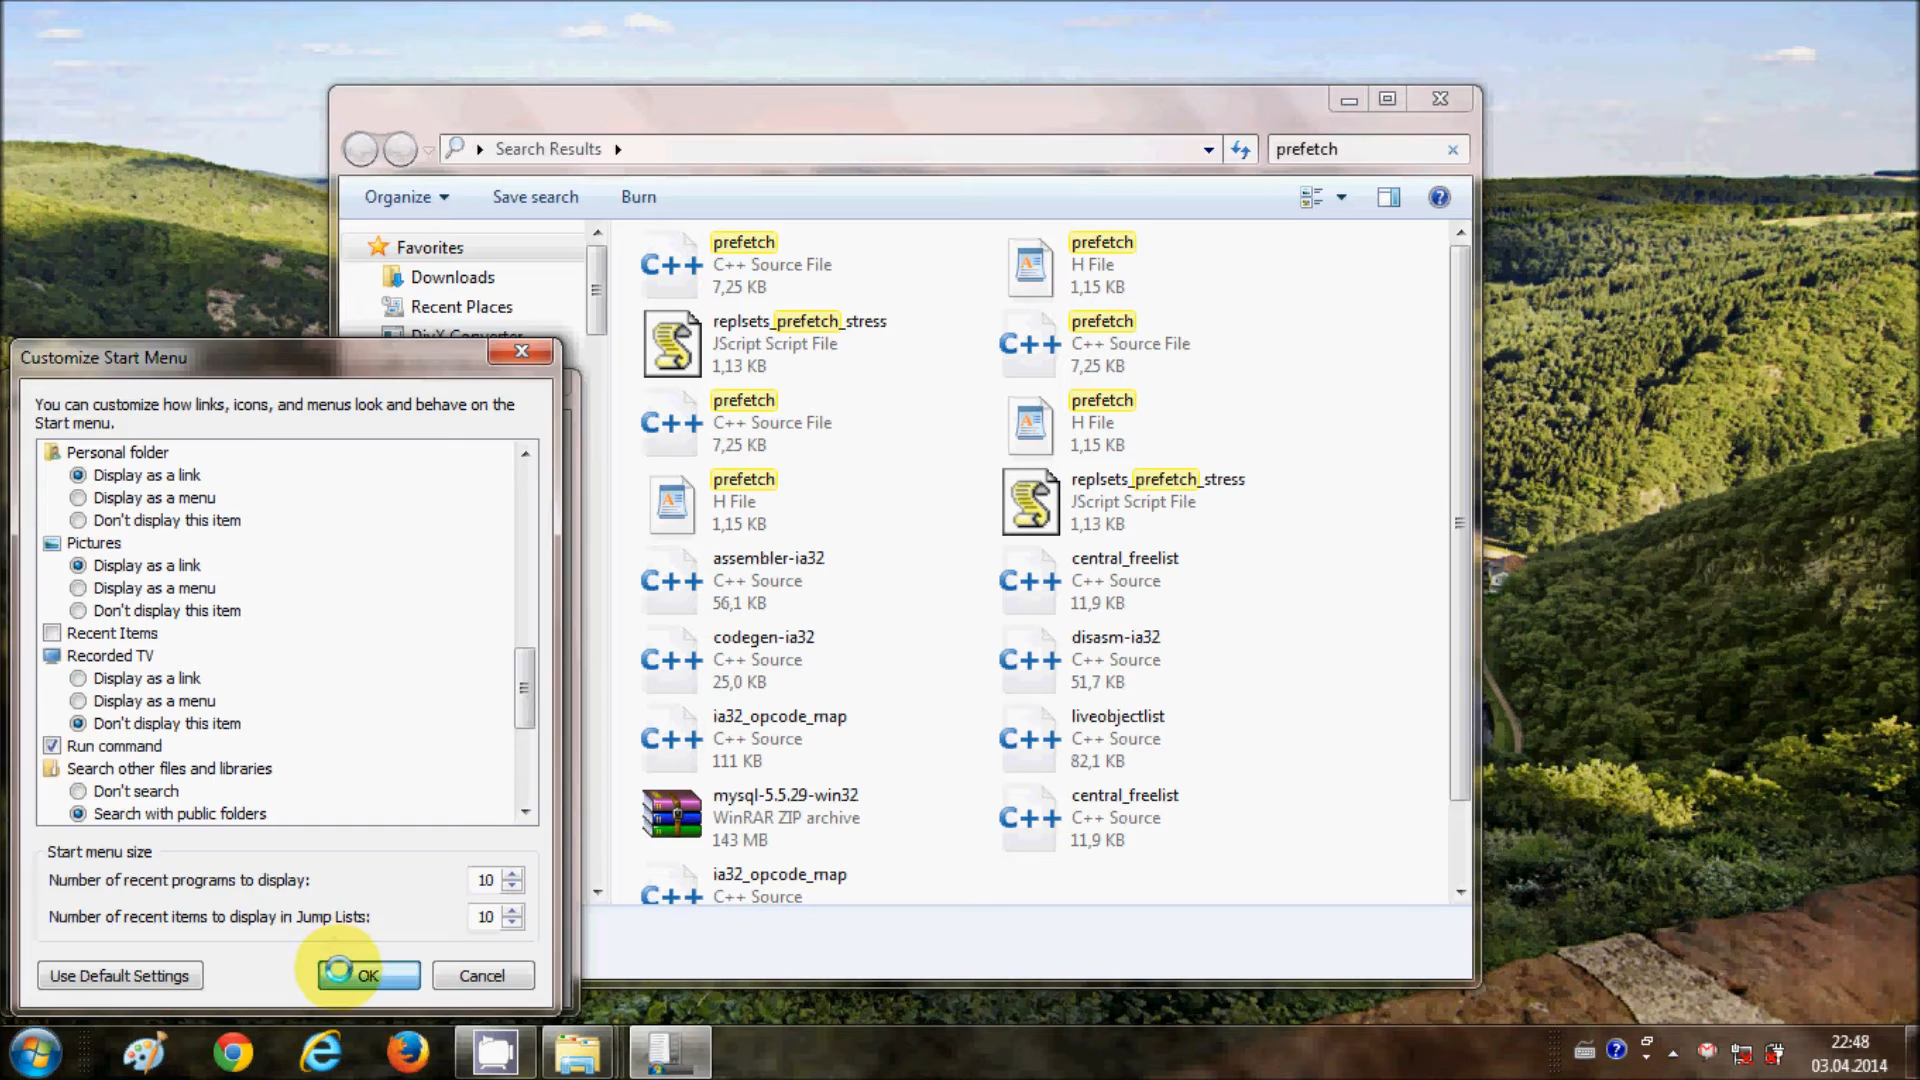 Search Results
prefetch
Organize
Save search
Burn
Favorites
Downloads
Recent Places
DivX Converter
prefetch
C++ Source File
7,25 KB
prefetch
H File
1,15 KB
replsets_prefetch_stress
JScript Script File
1,13 KB
prefetch
C++ Source File
7,25 KB
prefetch
C++ Source File
7,25 KB
prefetch
H File
1,15 KB
prefetch
H File
1,15 KB
replsets_prefetch_stress
JScript Script File
1,13 KB
assembler-ia32
C++ Source
56,1 KB
central_freelist
C++ Source
11,9 KB
codegen-ia32
C++ Source
25,0 KB
disasm-ia32
C++ Source
51,7 KB
ia32_opcode_map
C++ Source
111 KB
liveobjectlist
C++ Source
82,1 KB
mysql-5.5.29-win32
WinRAR ZIP archive
143 MB
central_freelist
C++ Source
11,9 KB
ia32_opcode_map
C++ Source
C++
C++
C++
C++
C++
C++
C++
C++
C++
C++
C++
C++
Customize Start Menu
You can customize how links, icons, and menus look and behave on the
Start menu.
Personal folder
Display as a link
Display as a menu
Don't display this item
Pictures
Display as a link
Display as a menu
Don't display this item
Recent Items
Recorded TV
Display as a link
Display as a menu
Don't display this item
Run command
Search other files and libraries
Don't search
Search with public folders
Start menu size
Number of recent programs to display:
10
Number of recent items to display in Jump Lists:
10
Use Default Settings
OK
Cancel
22:48
03.04.2014